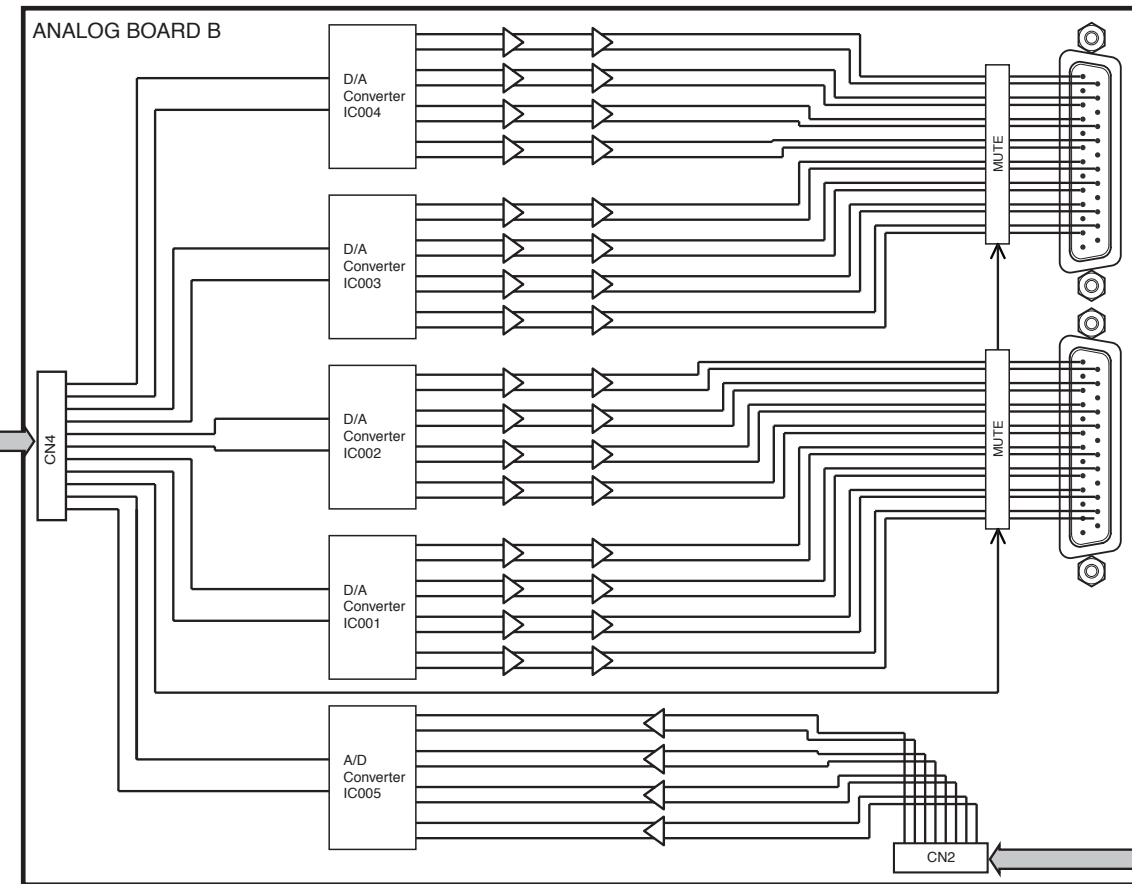 ANALOG BOARD B
D/A
Converter
IC004
MUTE
D/A
Converter
IC003
CN4
D/A
Converter
IC002
MUTE
D/A
Converter
IC001
A/D
Converter
IC005
CN2